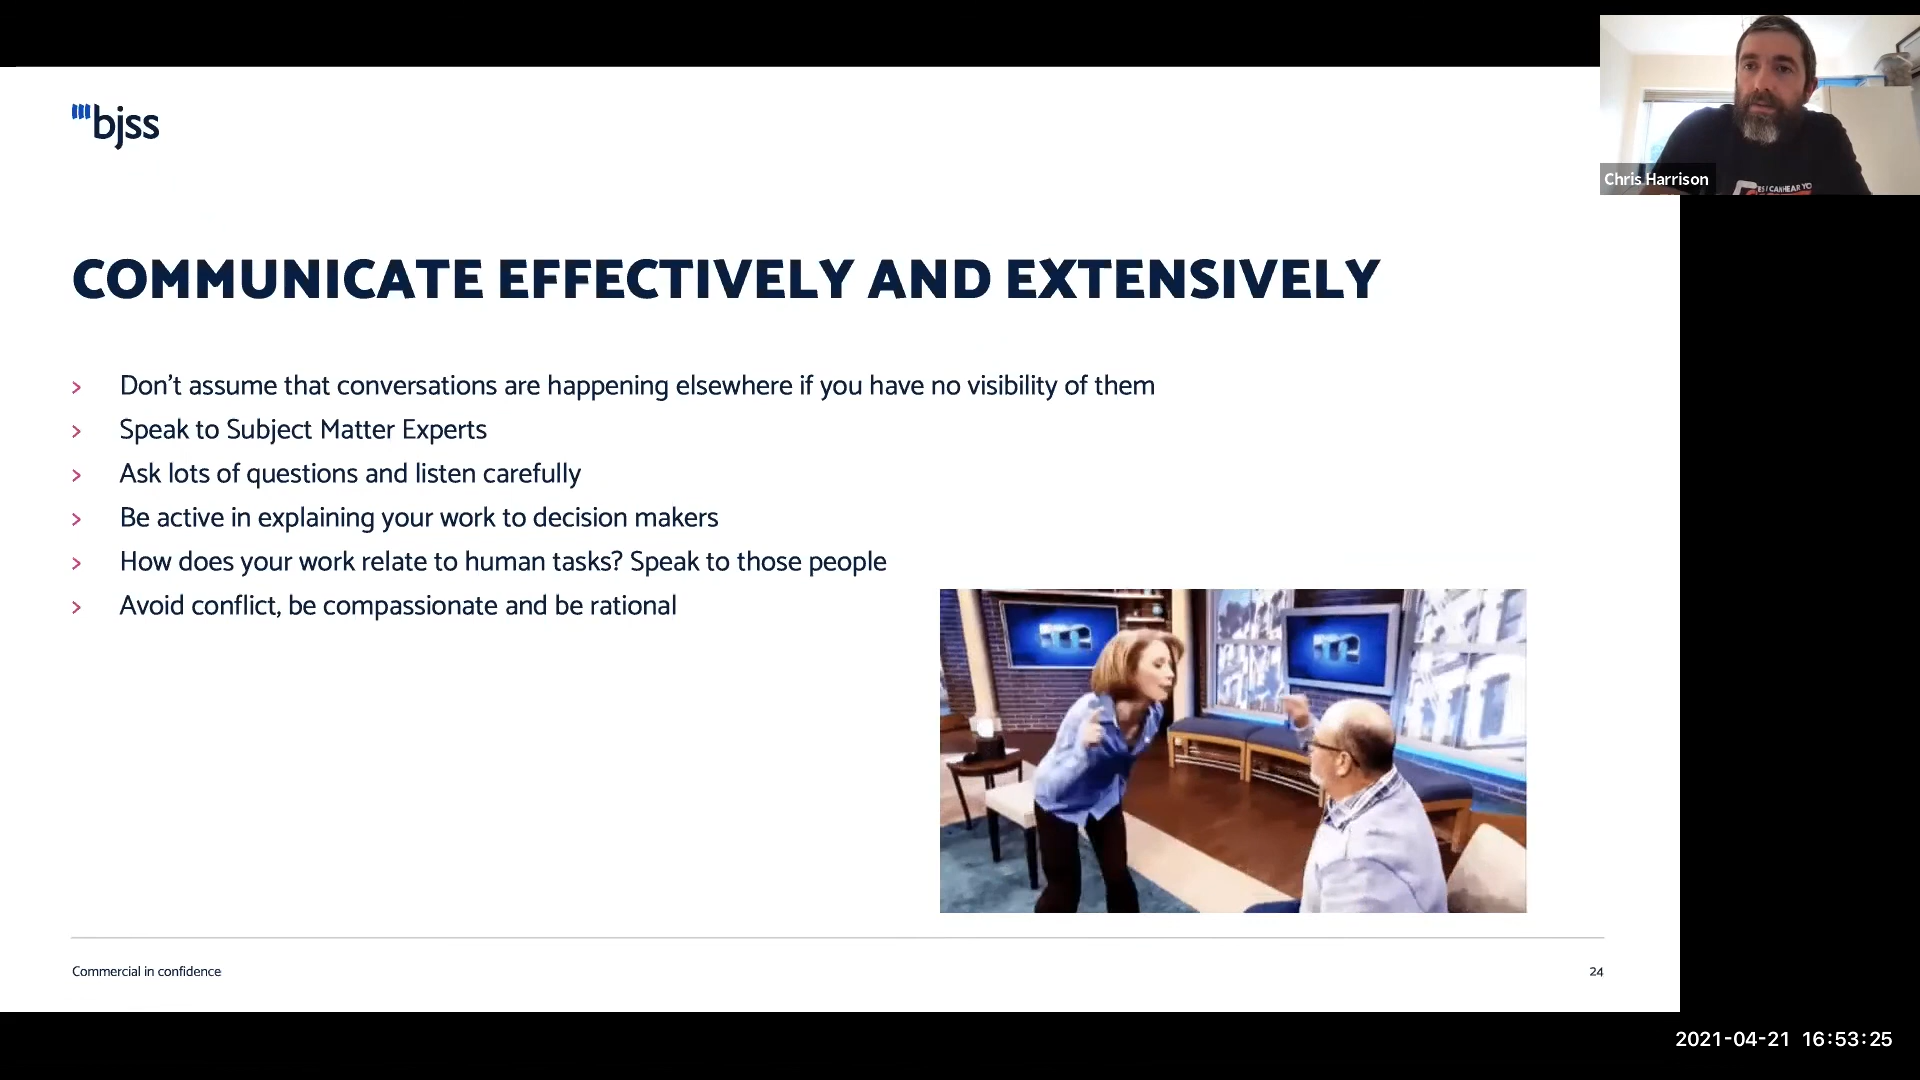 bjss
Chris Harrison
COMMUNICATE EFFECTIVELY AND EXTENSIVELY
> Don't assume that conversations are happening elsewhere if you have no visibility of them
> Speak to Subject Matter Experts
> Ask lots of questions and listen carefully
> Be active in explaining your work to decision makers
> How does your work relate to human tasks? Speak to those people
> Avoid conflict, be compassionate and be rational
m
m
Commercial in confidence
24
2021-04-21 16:53:25